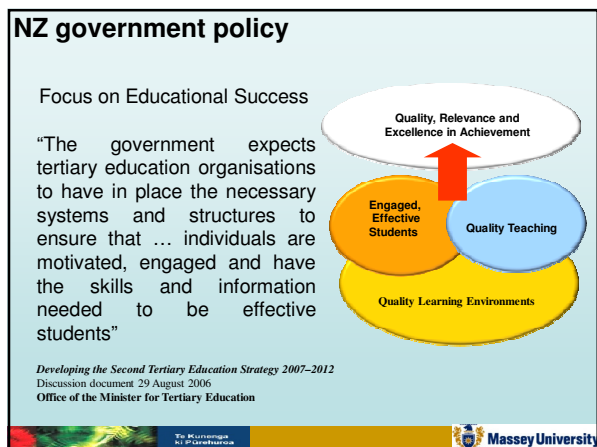 NZ government policy
Focus on Educational Success
“The government expects
tertiary education organisations
to have in place the necessary
systems and structures to
ensure that … individuals are
motivated, engaged and have
the skills and information
needed to be effective
students”
Developing the Second Tertiary Education Strategy 2007–2012
Discussion document 29 August 2006
Office of the Minister for Tertiary Education
Quality, Relevance and
Excellence in Achievement
Engaged,
Effective
Students
Quality Teaching
Quality Learning Environments
Te Kunenga
ki Pūrehuroa
Massey University